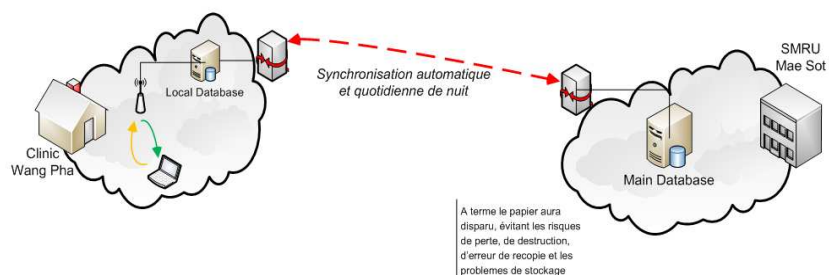 SMRU
Mae Sot
Synchronisation automatique
et quotidienne de nuit
Local Database
Clinic
Wang Pha
Main Database
A terme le papier aura
disparu, évitant les risques
de perte, de destruction,
d'erreur de recopie et les
problèmes de stockage